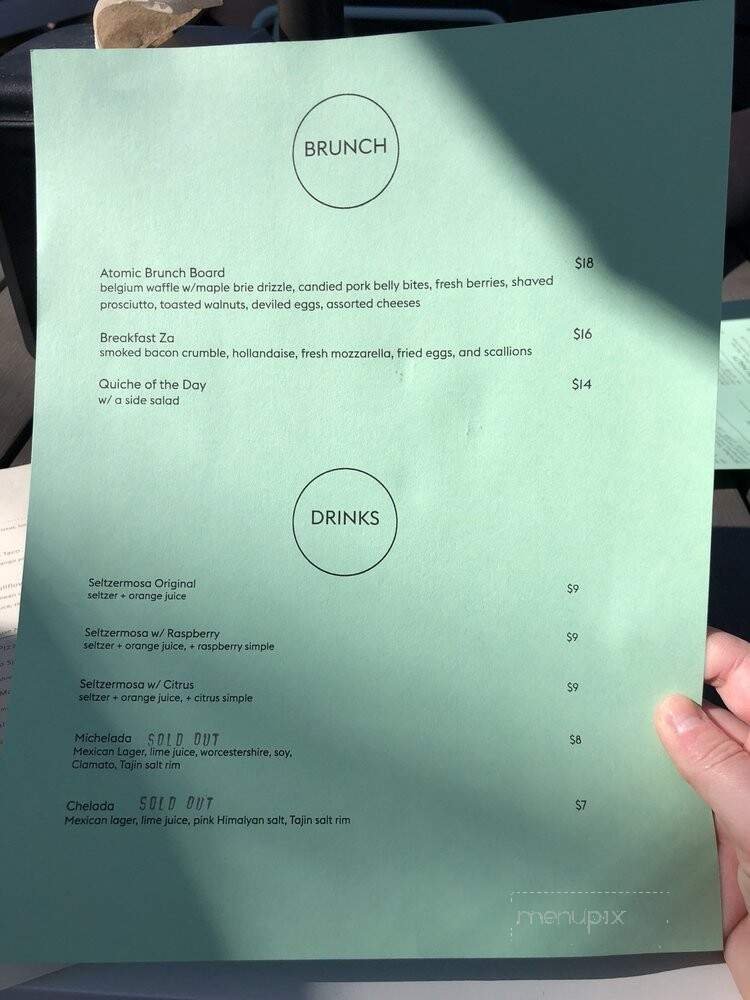 BRUNCH
Atomic Brunch Board $18
belgium waffle w/maple brie drizzle, candied pork belly bites, fresh berries, shaved
prosciutto, toasted walnuts, deviled eggs, assorted cheeses
Breakfast Za $16
smoked bacon crumble, hollandaise, fresh mozzarella, fried eggs, and scallions
Quiche of the Day $14
w/ a side salad
DRINKS
Seltzermosa Original $9
seltzer + orange juice
Seltzermosa w/ Raspberry $9
seltzer + orange juice, + raspberry simple
Seltzermosa w/ Citrus $9
seltzer + orange juice, + citrus simple
Michelada SOLD OUT $8
Mexican Lager, lime juice, worcestershire, soy,
Clamato, Tajin salt rim
Chelada SOLD OUT $7
Mexican lager, lime juice, pink Himalyan salt, Tajin salt rim
menupix